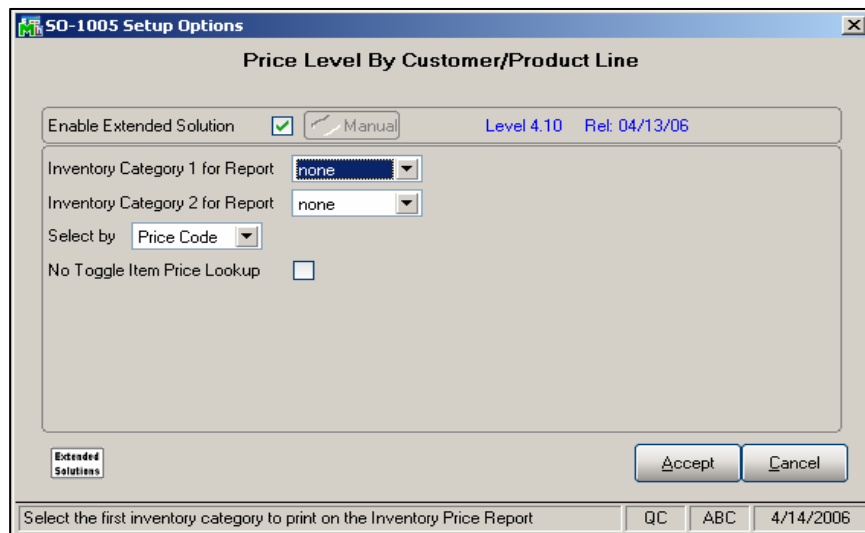 SO-1005 Setup Options
Price Level By Customer/Product Line
Enable Extended Solution Manual Level 4.10 Rel: 04/13/06
Inventory Category 1 for Report none
Inventory Category 2 for Report none
Select by Price Code
No Toggle Item Price Lookup
Extended
Solutions
Accept Cancel
Select the first inventory category to print on the Inventory Price Report QC ABC 4/14/2006